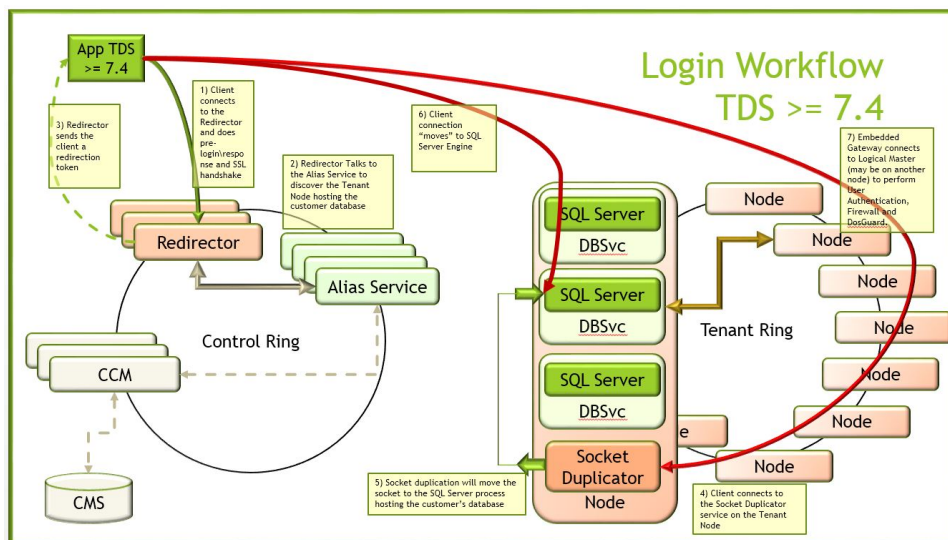 Login Workflow
TDS >= 7.4
App TDS
>= 7.4
1) Client
connects
to the
Redirector
and does
pre-
login\respo
nse and SSL
handshake
3) Redirector
sends the
client a
redirection
token
2) Redirector Talks to
the Alias Service to
discover the Tenant
Node hosting the
customer database
6) Client
connection
"moves" to SQL
Server Engine
7) Embedded
Gateway connects
to Logical Master
(may be on another
node) to perform
User
Authentication,
Firewall and
DosGuard.
Redirector
Alias Service
Control Ring
CCM
CMS
SQL Server
DBSvc
SQL Server
DBSvc
SQL Server
DBSvc
Socket
Duplicator
Node
Tenant Ring
Node
Node
Node
Node
Node
Node
Node
e
5) Socket duplication will move
the socket to the SQL Server process
hosting the customer's database
4) Client connects to
the Socket Duplicator
service on the Tenant
Node